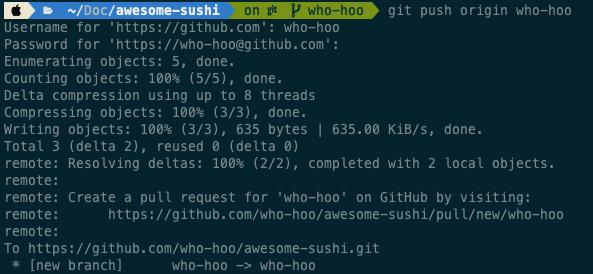 ~/Doc/awesome-sushi on git who-hoo git push origin who-hoo
Username for 'https://github.com': who-hoo
Password for 'https://who-hoo@github.com':
Enumerating objects: 5, done.
Counting objects: 100% (5/5), done.
Delta compression using up to 8 threads
Compressing objects: 100% (3/3), done.
Writing objects: 100% (3/3), 635 bytes | 635.00 KiB/s, done.
Total 3 (delta 2), reused 0 (delta 0)
remote: Resolving deltas: 100% (2/2), completed with 2 local objects.
remote:
remote: Create a pull request for 'who-hoo' on GitHub by visiting:
remote:      https://github.com/who-hoo/awesome-sushi/pull/new/who-hoo
remote:
To https://github.com/who-hoo/awesome-sushi.git
 * [new branch]      who-hoo -> who-hoo